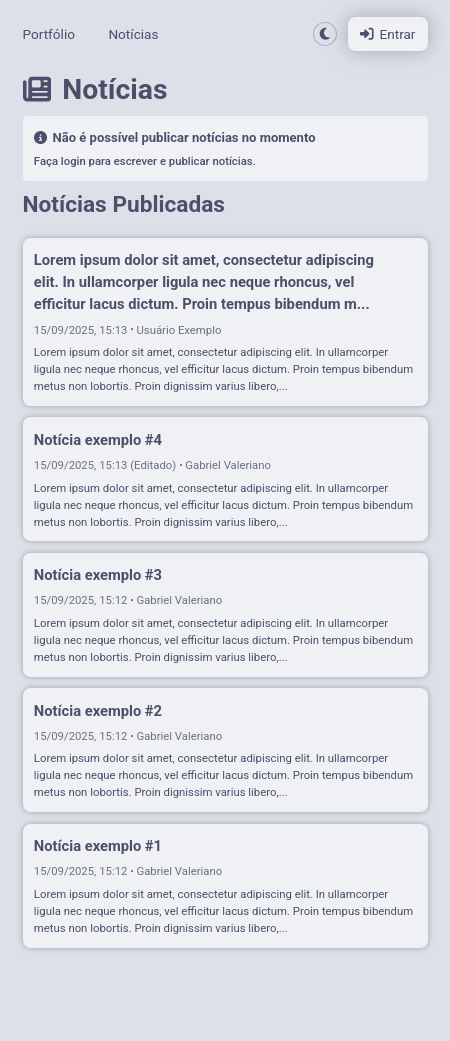 Portfólio Notícias Entrar
Notícias
Não é possível publicar notícias no momento
Faça login para escrever e publicar notícias.
Notícias Publicadas
Lorem ipsum dolor sit amet, consectetur adipiscing
elit. In ullamcorper ligula nec neque rhoncus, vel
efficitur lacus dictum. Proin tempus bibendum m...
15/09/2025, 15:13 • Usuário Exemplo
Lorem ipsum dolor sit amet, consectetur adipiscing elit. In ullamcorper
ligula nec neque rhoncus, vel efficitur lacus dictum. Proin tempus bibendum
metus non lobortis. Proin dignissim varius libero,...
Notícia exemplo #4
15/09/2025, 15:13 (Editado) • Gabriel Valeriano
Lorem ipsum dolor sit amet, consectetur adipiscing elit. In ullamcorper
ligula nec neque rhoncus, vel efficitur lacus dictum. Proin tempus bibendum
metus non lobortis. Proin dignissim varius libero,...
Notícia exemplo #3
15/09/2025, 15:12 • Gabriel Valeriano
Lorem ipsum dolor sit amet, consectetur adipiscing elit. In ullamcorper
ligula nec neque rhoncus, vel efficitur lacus dictum. Proin tempus bibendum
metus non lobortis. Proin dignissim varius libero,...
Notícia exemplo #2
15/09/2025, 15:12 • Gabriel Valeriano
Lorem ipsum dolor sit amet, consectetur adipiscing elit. In ullamcorper
ligula nec neque rhoncus, vel efficitur lacus dictum. Proin tempus bibendum
metus non lobortis. Proin dignissim varius libero,...
Notícia exemplo #1
15/09/2025, 15:12 • Gabriel Valeriano
Lorem ipsum dolor sit amet, consectetur adipiscing elit. In ullamcorper
ligula nec neque rhoncus, vel efficitur lacus dictum. Proin tempus bibendum
metus non lobortis. Proin dignissim varius libero,...